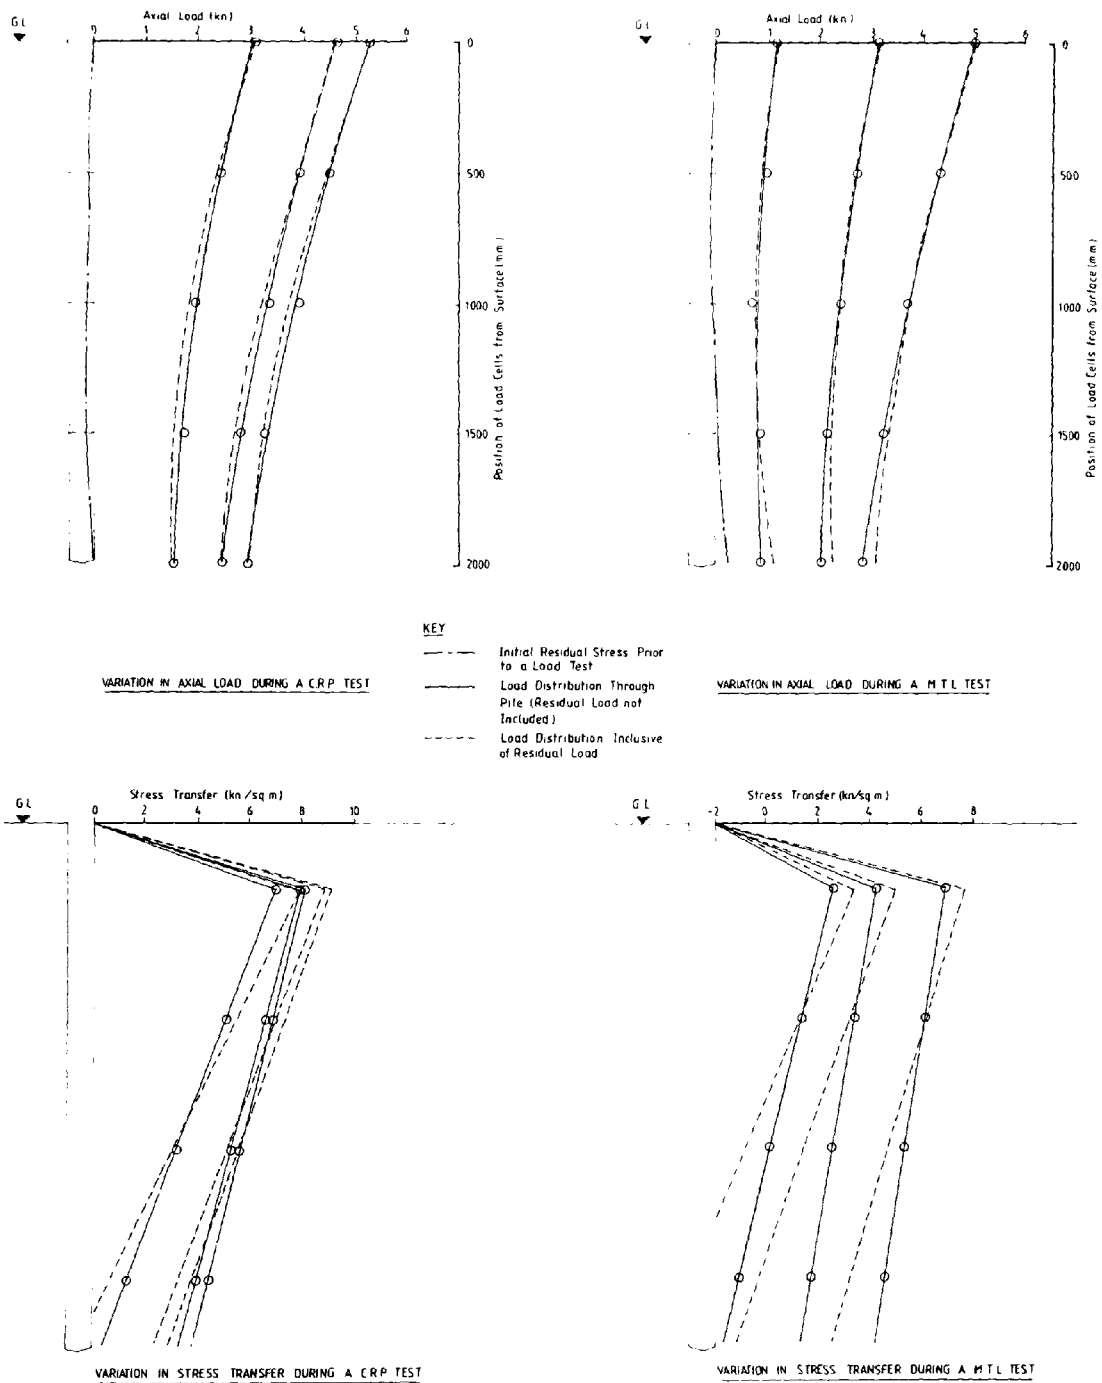 G.L
Axial Load (kn)
0 1 2 3 4 5 6
0
500
1000
1500
2000
Position of Load Cells from Surface (mm)
VARIATION IN AXIAL LOAD DURING A C.R.P TEST
G.L
Axial Load (kn)
0 1 2 3 4 5 6
0
500
1000
1500
2000
Position of Load Cells from Surface (mm)
VARIATION IN AXIAL LOAD DURING A M.T.L TEST
KEY
Initial Residual Stress Prior
to a Load Test
Load Distribution Through
Pile (Residual Load not
Included)
Load Distribution Inclusive
of Residual Load
G.L
Stress Transfer (kn/sq m)
0 2 4 6 8 10
VARIATION IN STRESS TRANSFER DURING A C.R.P TEST
G.L
Stress Transfer (kn/sq m)
-2 0 2 4 6 8
VARIATION IN STRESS TRANSFER DURING A M.T.L TEST